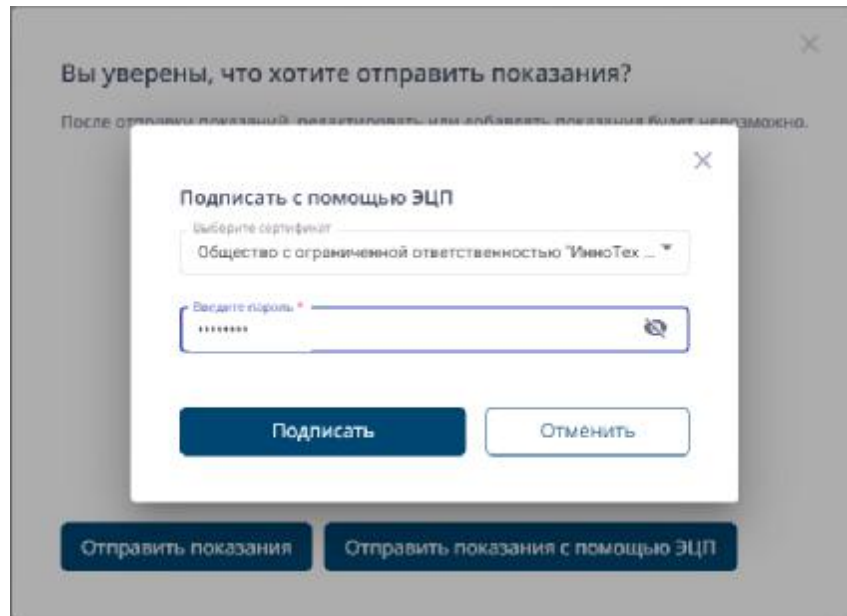 Вы уверены, что хотите отправить показания?
После отправки показаний, редактировать или добавлять показания будет невозможно.
Подписать с помощью ЭЦП
Выберите сертификат
Общество с ограниченной ответственностью "ИнноТех ...
Введите пароль *
••••••••
Подписать
Отменить
Отправить показания
Отправить показания с помощью ЭЦП